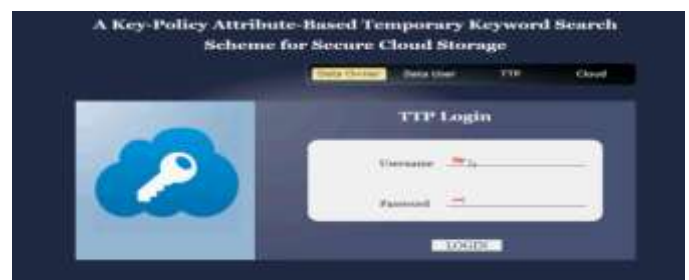 A Key-Policy Attribute-Based Temporary Keyword Search
Scheme for Secure Cloud Storage
Data Owner Data User TTP Cloud
TTP Login
Username
Password
LOGIN